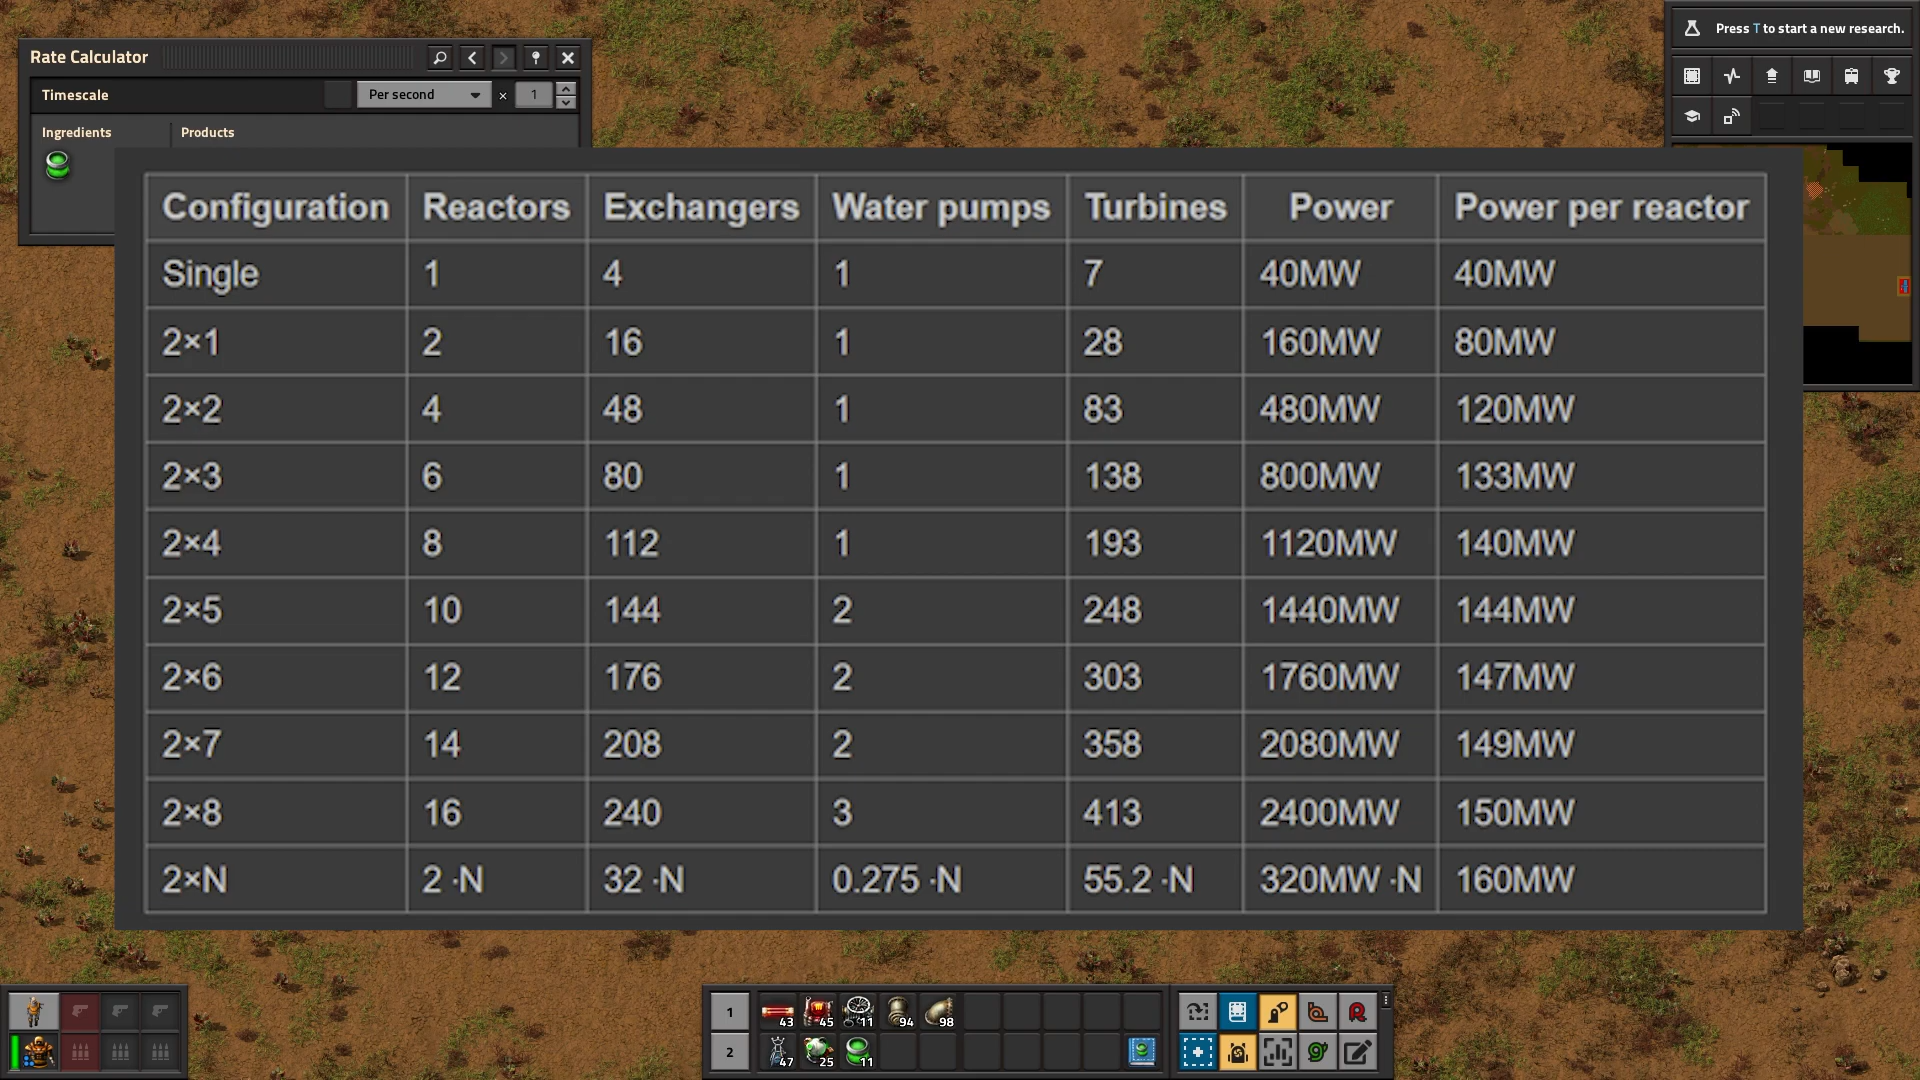 Rate Calculator
Press T to start a new research.
Timescale
Per second
×
1
Ingredients
Products
Configuration Reactors Exchangers Water pumps Turbines Power Power per reactor
Single 1 4 1 7 40MW 40MW
2×1 2 16 1 28 160MW 80MW
2×2 4 48 1 83 480MW 120MW
2×3 6 80 1 138 800MW 133MW
2×4 8 112 1 193 1120MW 140MW
2×5 10 144 2 248 1440MW 144MW
2×6 12 176 2 303 1760MW 147MW
2×7 14 208 2 358 2080MW 149MW
2×8 16 240 3 413 2400MW 150MW
2×N 2 ·N 32 ·N 0.275 ·N 55.2 ·N 320MW ·N 160MW
1 43 45 11 94 98
2 47 25 11